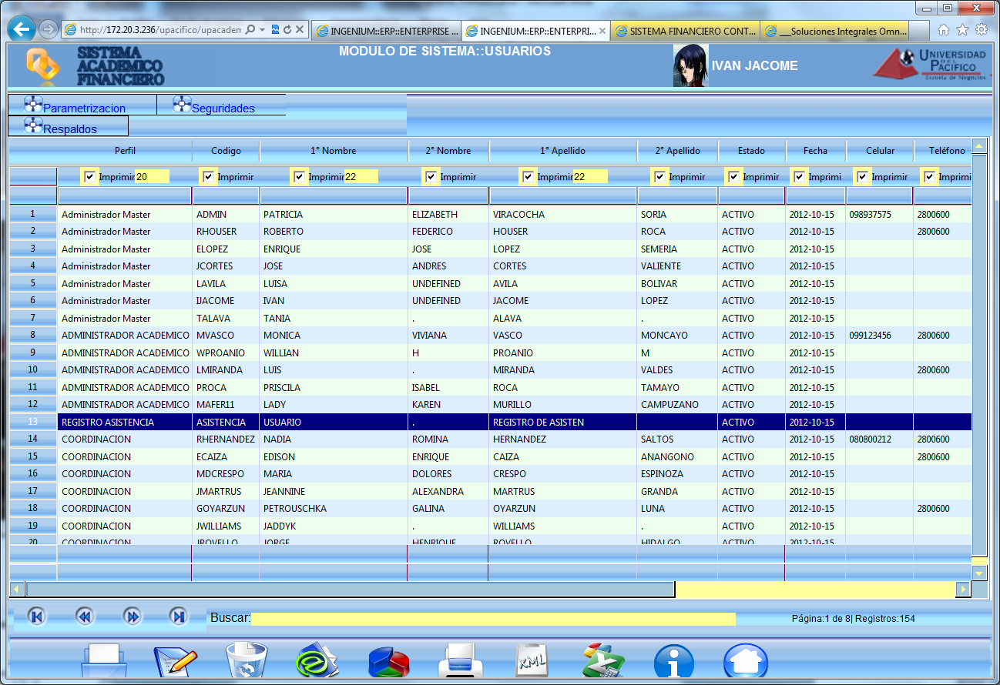 http://172.20.3.236/upacifico/upacaden
INGENIUM::ERP::ENTERPRISE ...
INGENIUM::ERP::ENTERPRI...
SISTEMA FINANCIERO CONT...
___Soluciones Integrales Omn...
SISTEMA
ACADEMICO
FINANCIERO
MODULO DE SISTEMA::USUARIOS
IVAN JACOME
UNIVERSIDAD
DEL
PACÍFICO
Escuela de Negocios
Parametrizacion Seguridades
Respaldos
Perfil Codigo 1° Nombre 2° Nombre 1° Apellido 2° Apellido Estado Fecha Celular Teléfono
Imprimir 20 Imprimir Imprimir 22 Imprimir Imprimir 22 Imprimir Imprimir Imprimi Imprimir Imprimi
1 Administrador Master ADMIN PATRICIA ELIZABETH VIRACOCHA SORIA ACTIVO 2012-10-15 098937575 2800600
2 Administrador Master RHOUSER ROBERTO FEDERICO HOUSER ROCA ACTIVO 2012-10-15 2800600
3 Administrador Master ELOPEZ ENRIQUE JOSE LOPEZ SEMERIA ACTIVO 2012-10-15
4 Administrador Master JCORTES JOSE ANDRES CORTES VALIENTE ACTIVO 2012-10-15
5 Administrador Master LAVILA LUISA UNDEFINED AVILA BOLIVAR ACTIVO 2012-10-15
6 Administrador Master IJACOME IVAN UNDEFINED JACOME LOPEZ ACTIVO 2012-10-15
7 Administrador Master TALAVA TANIA . ALAVA . ACTIVO 2012-10-15
8 ADMINISTRADOR ACADEMICO MVASCO MONICA VIVIANA VASCO MONCAYO ACTIVO 2012-10-15 099123456 2800600
9 ADMINISTRADOR ACADEMICO WPROANIO WILLIAN H PROANIO M ACTIVO 2012-10-15
10 ADMINISTRADOR ACADEMICO LMIRANDA LUIS . MIRANDA VALDES ACTIVO 2012-10-15 2800600
11 ADMINISTRADOR ACADEMICO PROCA PRISCILA ISABEL ROCA TAMAYO ACTIVO 2012-10-15
12 ADMINISTRADOR ACADEMICO MAFER11 LADY KAREN MURILLO CAMPUZANO ACTIVO 2012-10-15
13 REGISTRO ASISTENCIA ASISTENCIA USUARIO . REGISTRO DE ASISTEN ACTIVO 2012-10-15
14 COORDINACION RHERNANDEZ NADIA ROMINA HERNANDEZ SALTOS ACTIVO 2012-10-15 080800212 2800600
15 COORDINACION ECAIZA EDISON ENRIQUE CAIZA ANANGONO ACTIVO 2012-10-15 2800600
16 COORDINACION MDCRESPO MARIA DOLORES CRESPO ESPINOZA ACTIVO 2012-10-15
17 COORDINACION JMARTRUS JEANNINE ALEXANDRA MARTRUS GRANDA ACTIVO 2012-10-15
18 COORDINACION GOYARZUN PETROUSCHKA GALINA OYARZUN LUNA ACTIVO 2012-10-15 2800600
19 COORDINACION JWILLIAMS JADDYK . WILLIAMS . ACTIVO 2012-10-15
20 COORDINACION JROVELLO JORGE HENRIQUE ROVELLO HIDALGO ACTIVO 2012-10-15
Buscar: Página:1 de 8| Registros:154
XML